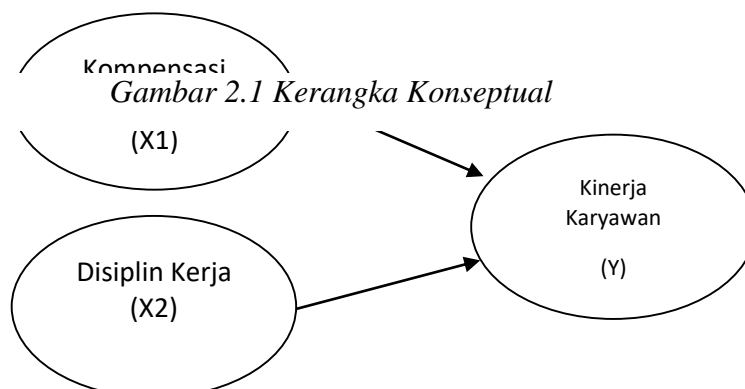 Kompensasi
Gambar 2.1 Kerangka Konseptual
(X1)
Kinerja
Karyawan
(Y)
Disiplin Kerja
(X2)